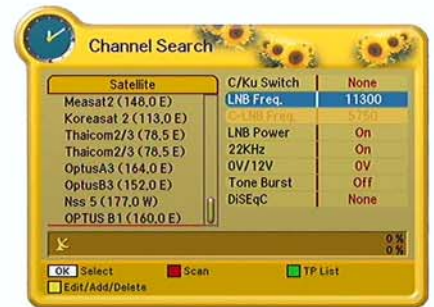 Channel Search
Satellite
Measat2 (148,0 E)
Koreasat 2 (113,0 E)
Thaicom2/3 (78,5 E)
Thaicom2/3 (78,5 E)
OptusA3 (164,0 E)
OptusB3 (152,0 E)
Nss 5 (177,0 W)
OPTUS B1 (160,0 E)
C/Ku Switch None
LNB Freq. 11300
C-LNB Freq. 5750
LNB Power On
22KHz On
0V/12V 0V
Tone Burst Off
DiSEqC None
0 %
0 %
OK Select Scan TP List
Edit/Add/Delete